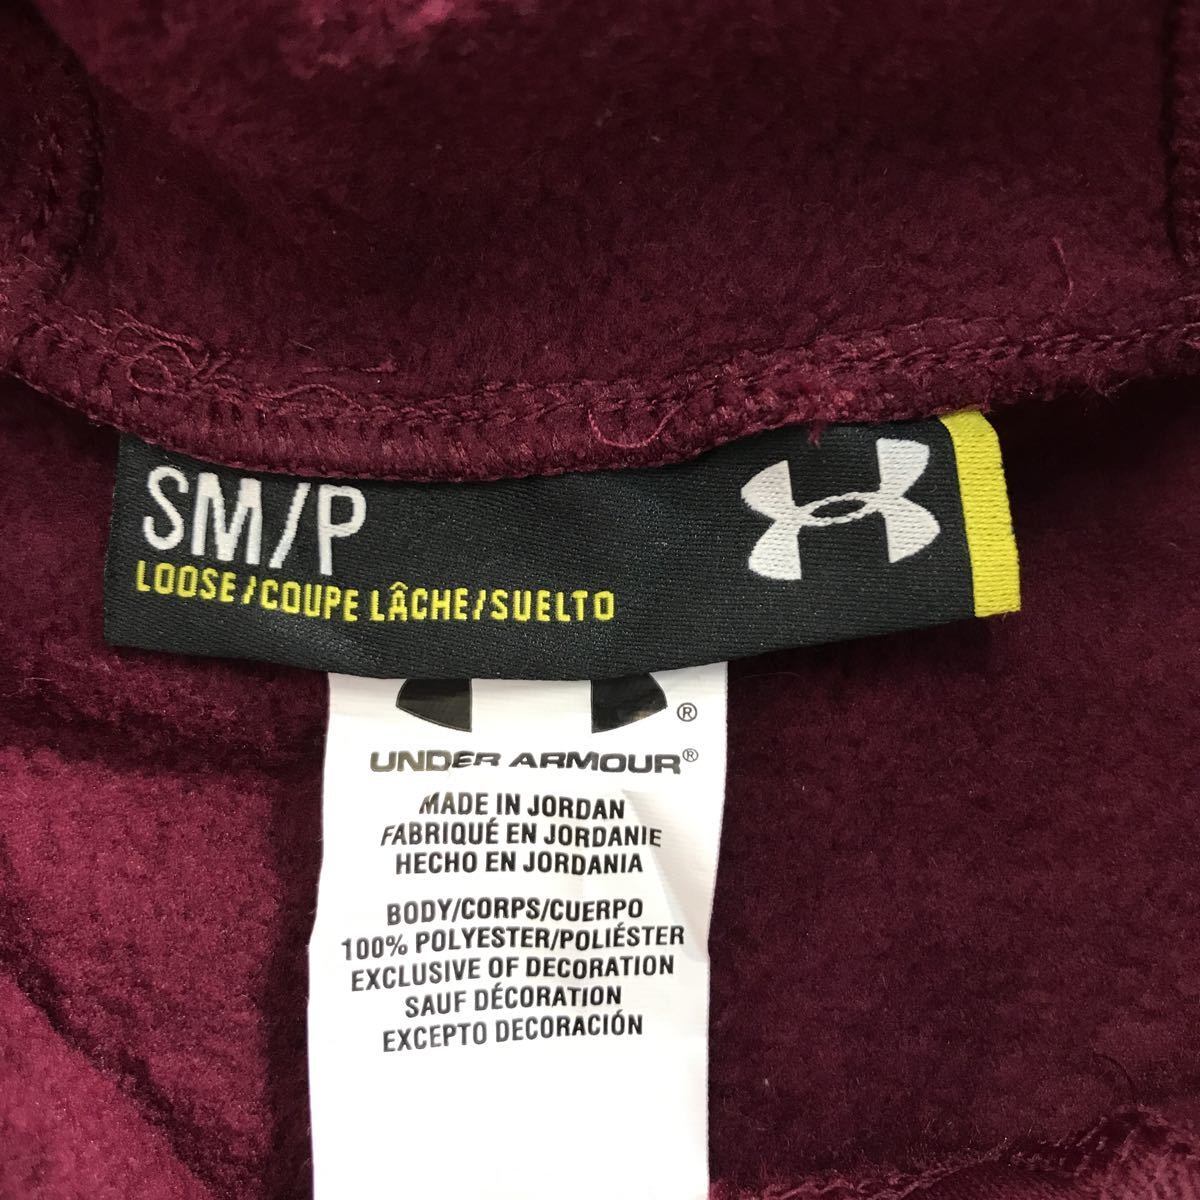 SM/P
LOOSE/COUPE LÂCHE/SUELTO
®
UNDER ARMOUR®
MADE IN JORDAN
FABRIQUÉ EN JORDANIE
HECHO EN JORDANIA
BODY/CORPS/CUERPO
100% POLYESTER/POLIÉSTER
EXCLUSIVE OF DECORATION
SAUF DÉCORATION
EXCEPTO DECORACIÓN